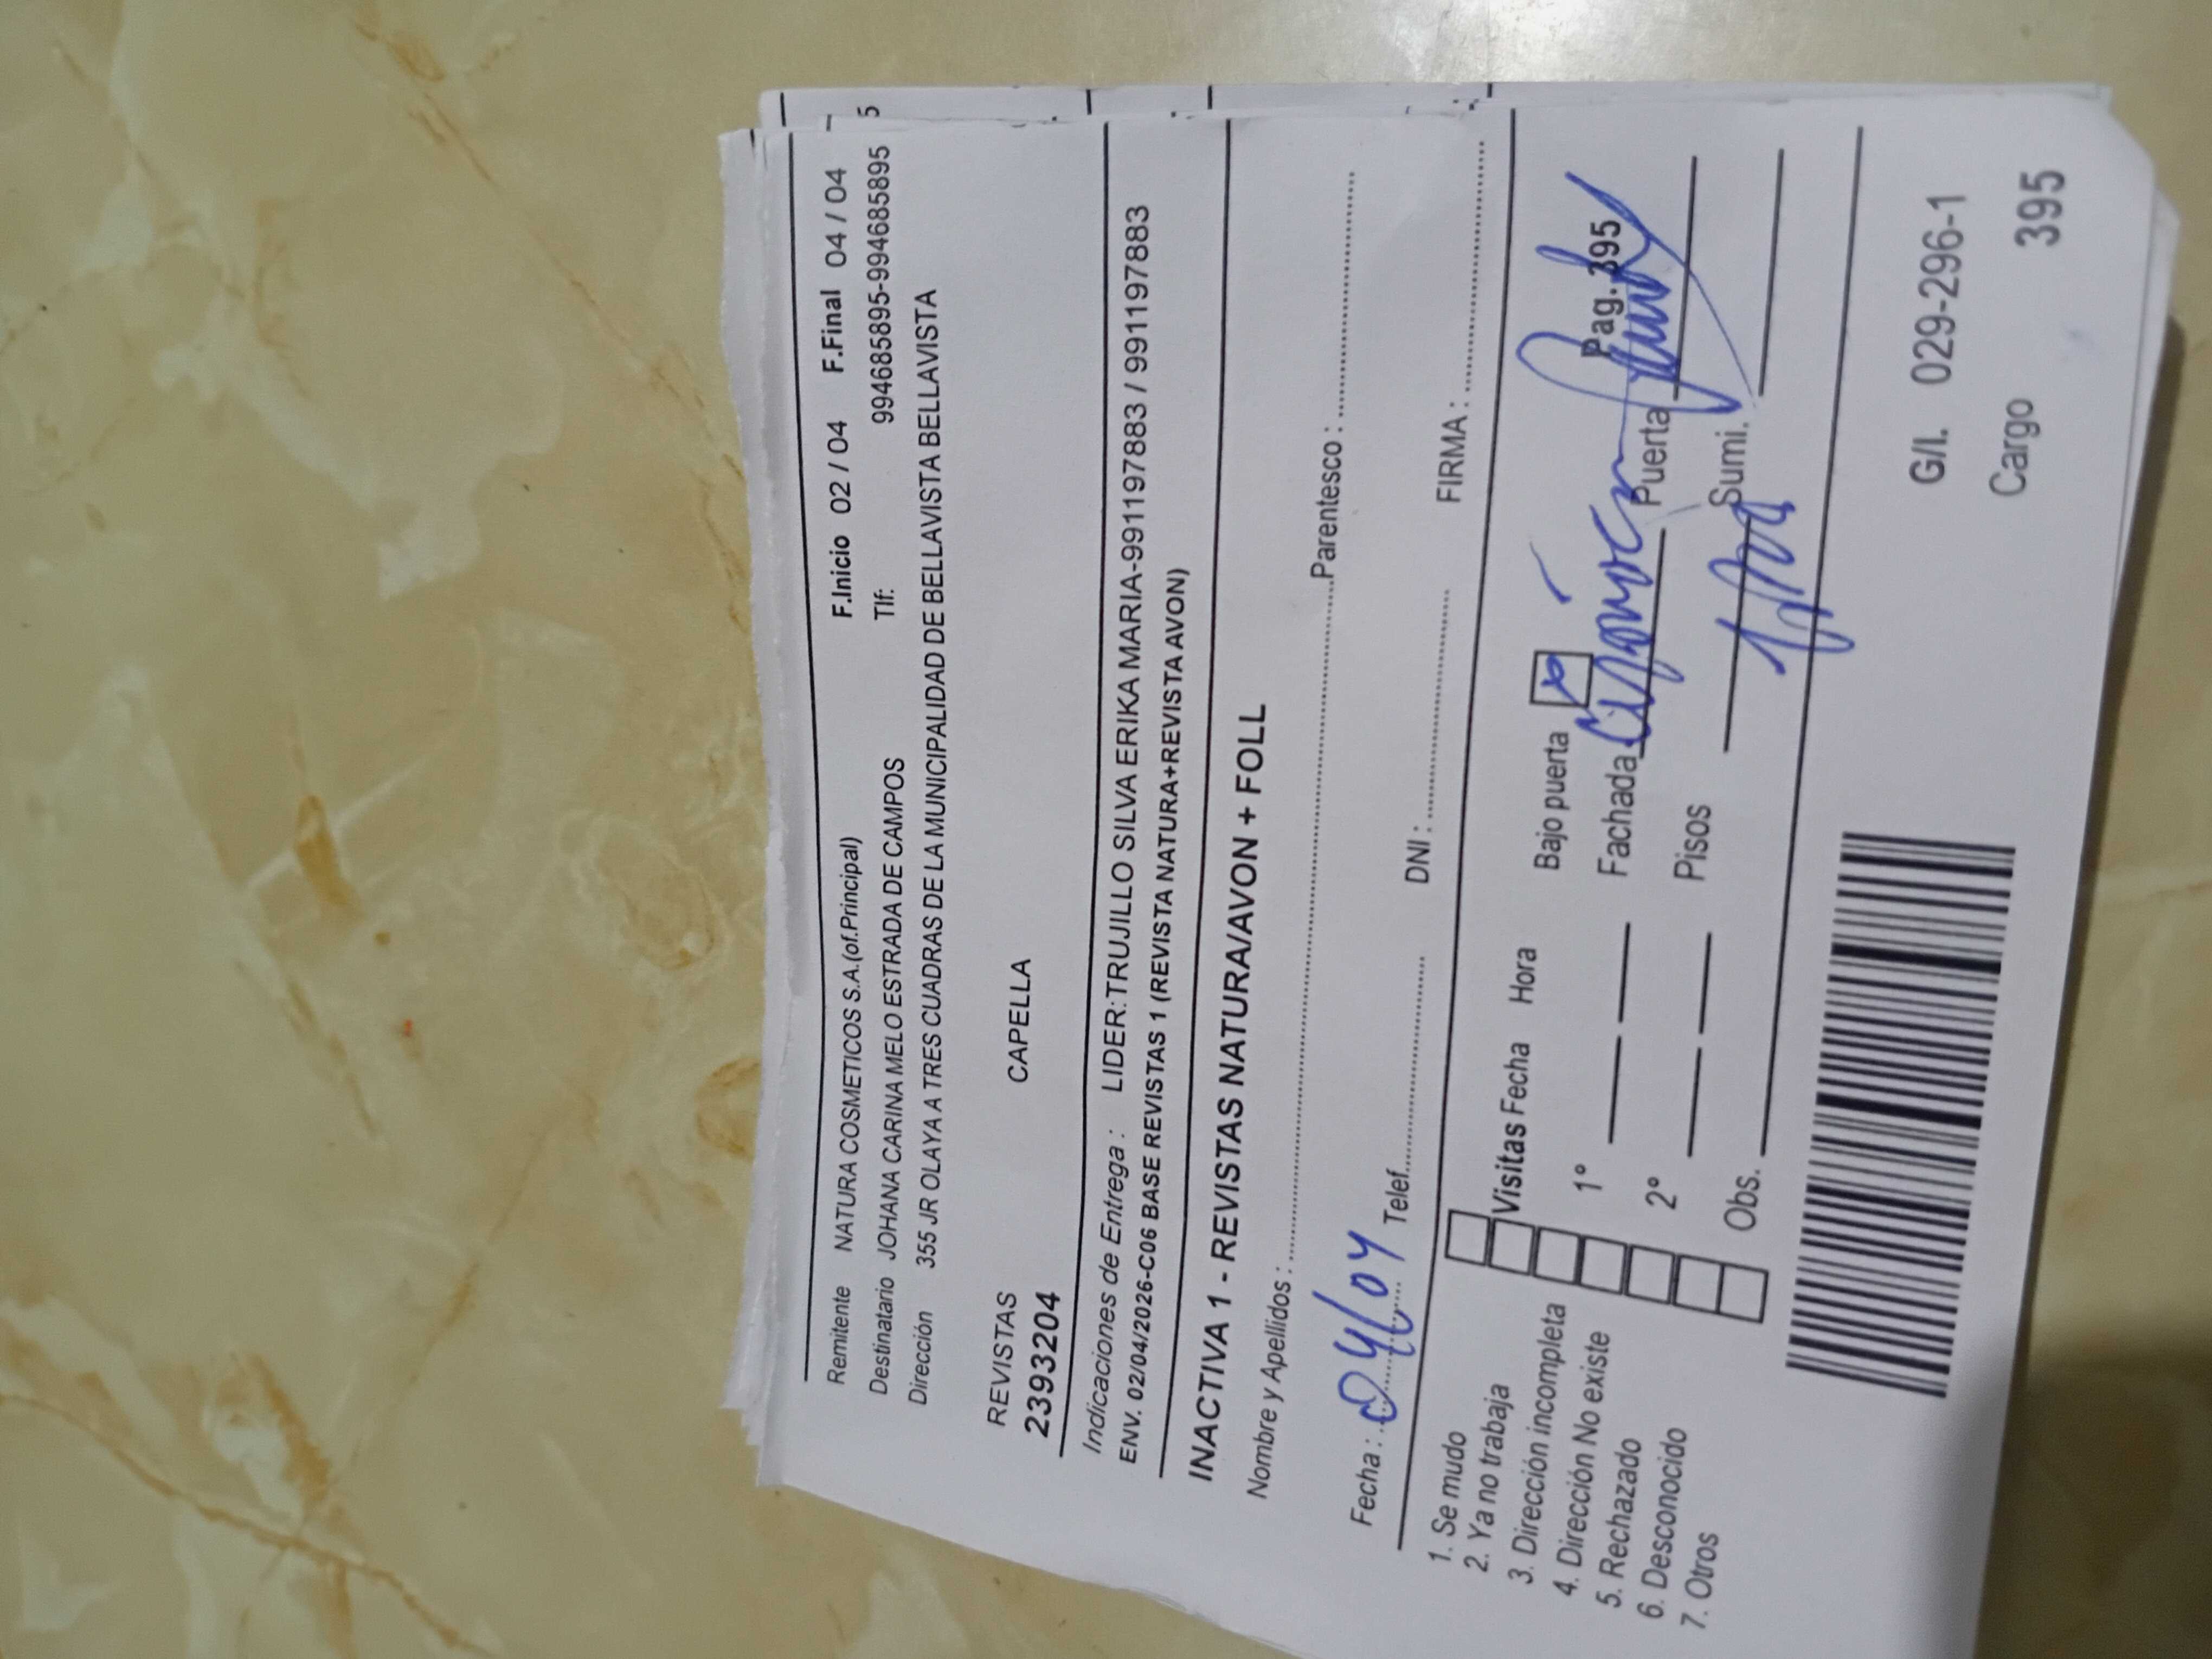 Remitente NATURA COSMETICOS S.A.(of.Principal) F.Inicio 02 / 04 F.Final 04 / 04
Destinatario JOHANA CARINA MELO ESTRADA DE CAMPOS Tlf: 994685895-994685895
5
Dirección 355 JR OLAYA A TRES CUADRAS DE LA MUNICIPALIDAD DE BELLAVISTA BELLAVISTA
REVISTAS CAPELLA
2393204
Indicaciones de Entrega : LIDER:TRUJILLO SILVA ERIKA MARIA-991197883 / 991197883
ENV. 02/04/2026-C06 BASE REVISTAS 1 (REVISTA NATURA+REVISTA AVON)
INACTIVA 1 - REVISTAS NATURA/AVON + FOLL
Nombre y Apellidos : Parentesco :
Fecha : 04/04 Telef. DNI : FIRMA :
1. Se mudo
2. Ya no trabaja
3. Dirección incompleta
4. Dirección No existe
5. Rechazado
6. Desconocido
7. Otros
Visitas Fecha Hora Bajo puerta
Pag. 395
1° Fachada Puerta
2° Pisos Sumi.
Obs.
G/I. 029-296-1
Cargo 395